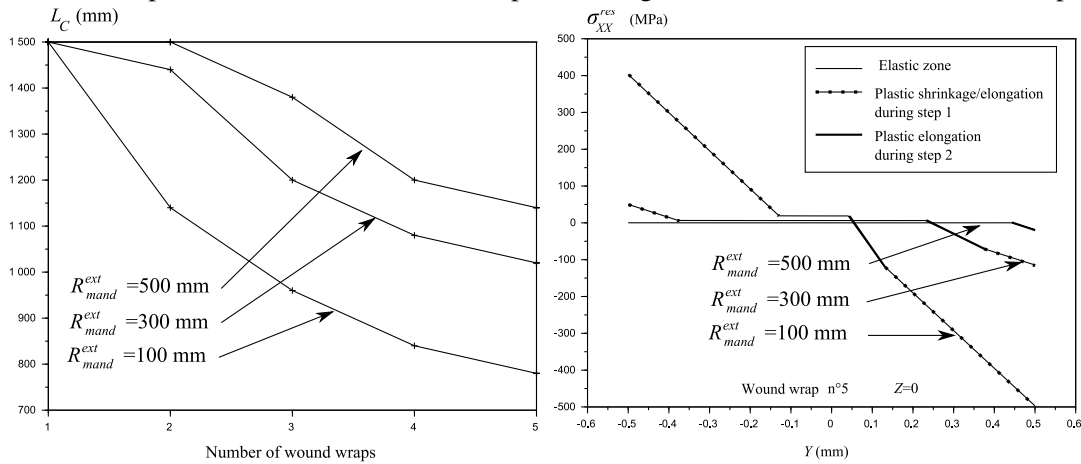 L_C (mm)
1 500
1 400
1 300
1 200
1 100
1 000
900
800
700
1
2
3
4
5
Number of wound wraps
R_mand^ext =500 mm
R_mand^ext =300 mm
R_mand^ext =100 mm
σ_XX^res (MPa)
500
400
300
200
100
0
-100
-200
-300
-400
-500
-0.6
-0.5
-0.4
-0.3
-0.2
-0.1
0
0.1
0.2
0.3
0.4
0.5
0.6
Y (mm)
Elastic zone
Plastic shrinkage/elongation
during step 1
Plastic elongation
during step 2
R_mand^ext =500 mm
R_mand^ext =300 mm
R_mand^ext =100 mm
Wound wrap n°5 Z=0